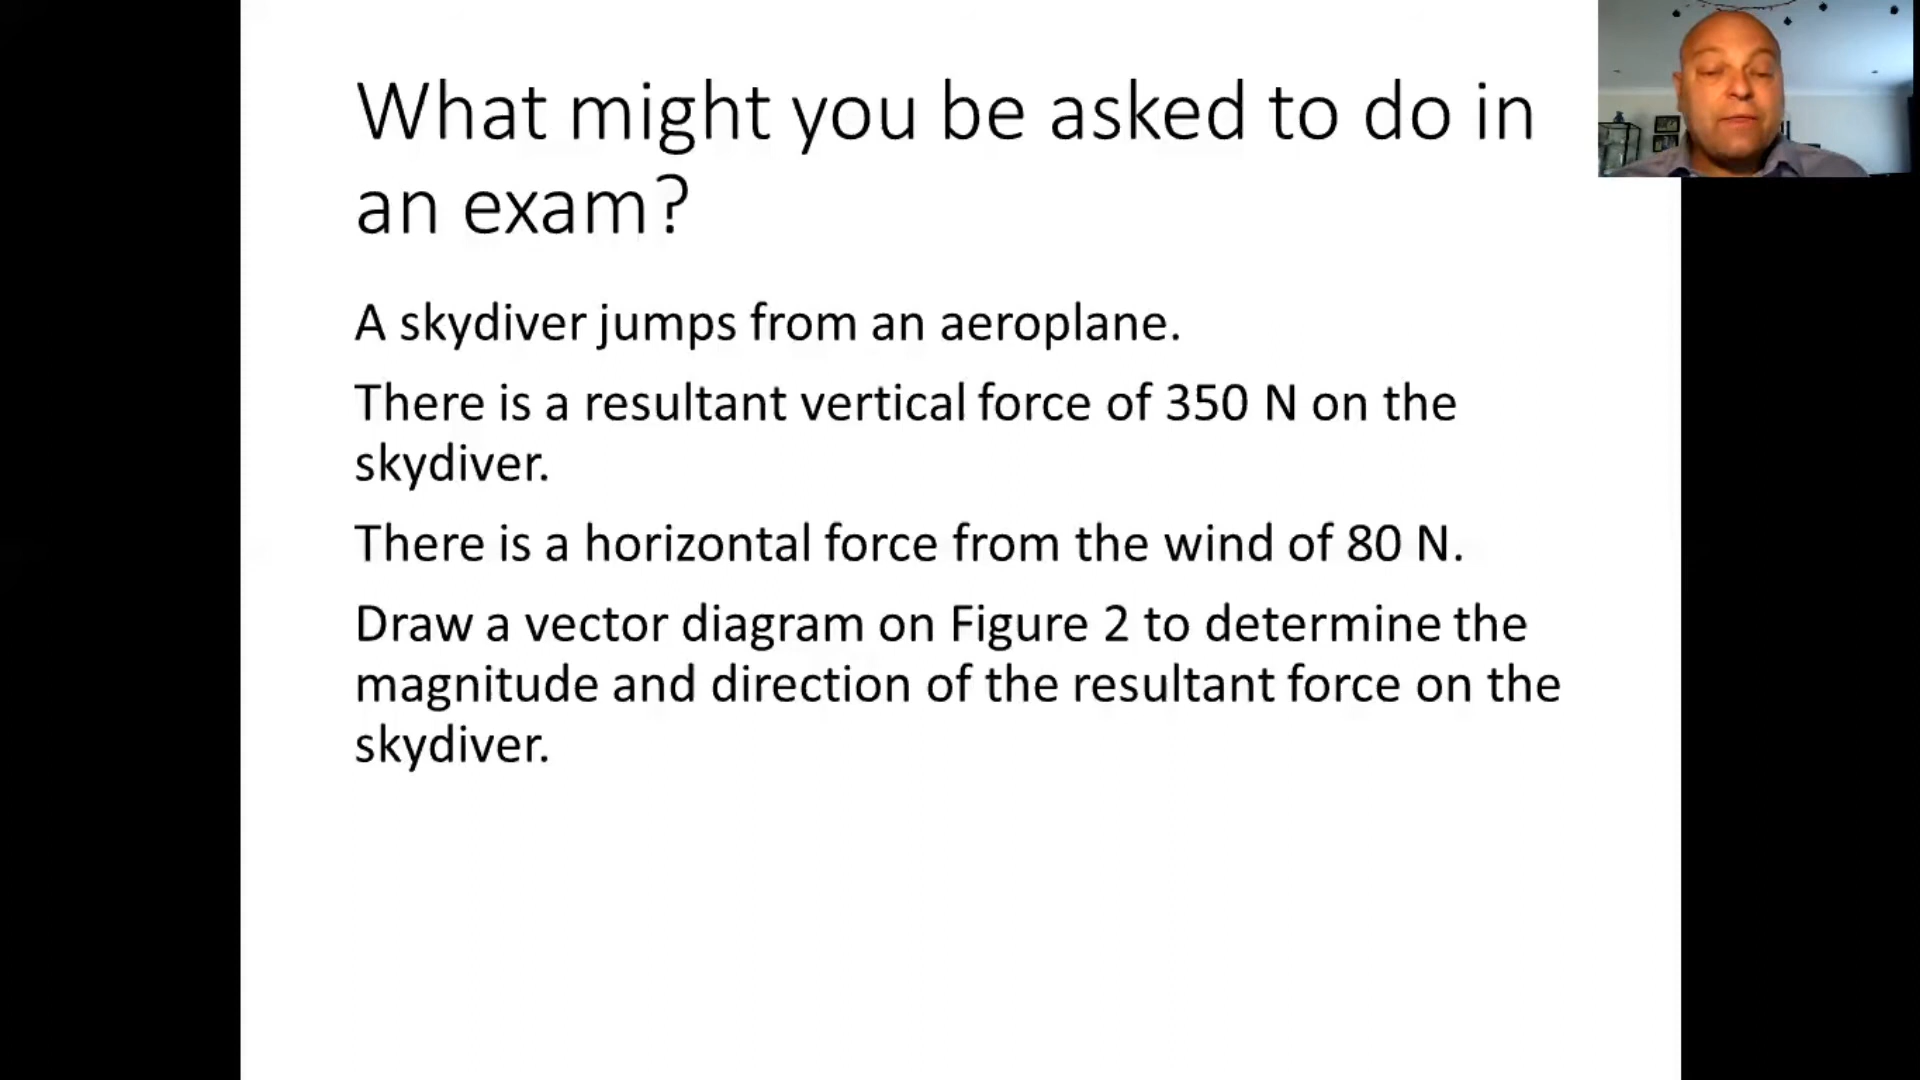 What might you be asked to do in
an exam?
A skydiver jumps from an aeroplane.
There is a resultant vertical force of 350 N on the
skydiver.
There is a horizontal force from the wind of 80 N.
Draw a vector diagram on Figure 2 to determine the
magnitude and direction of the resultant force on the
skydiver.